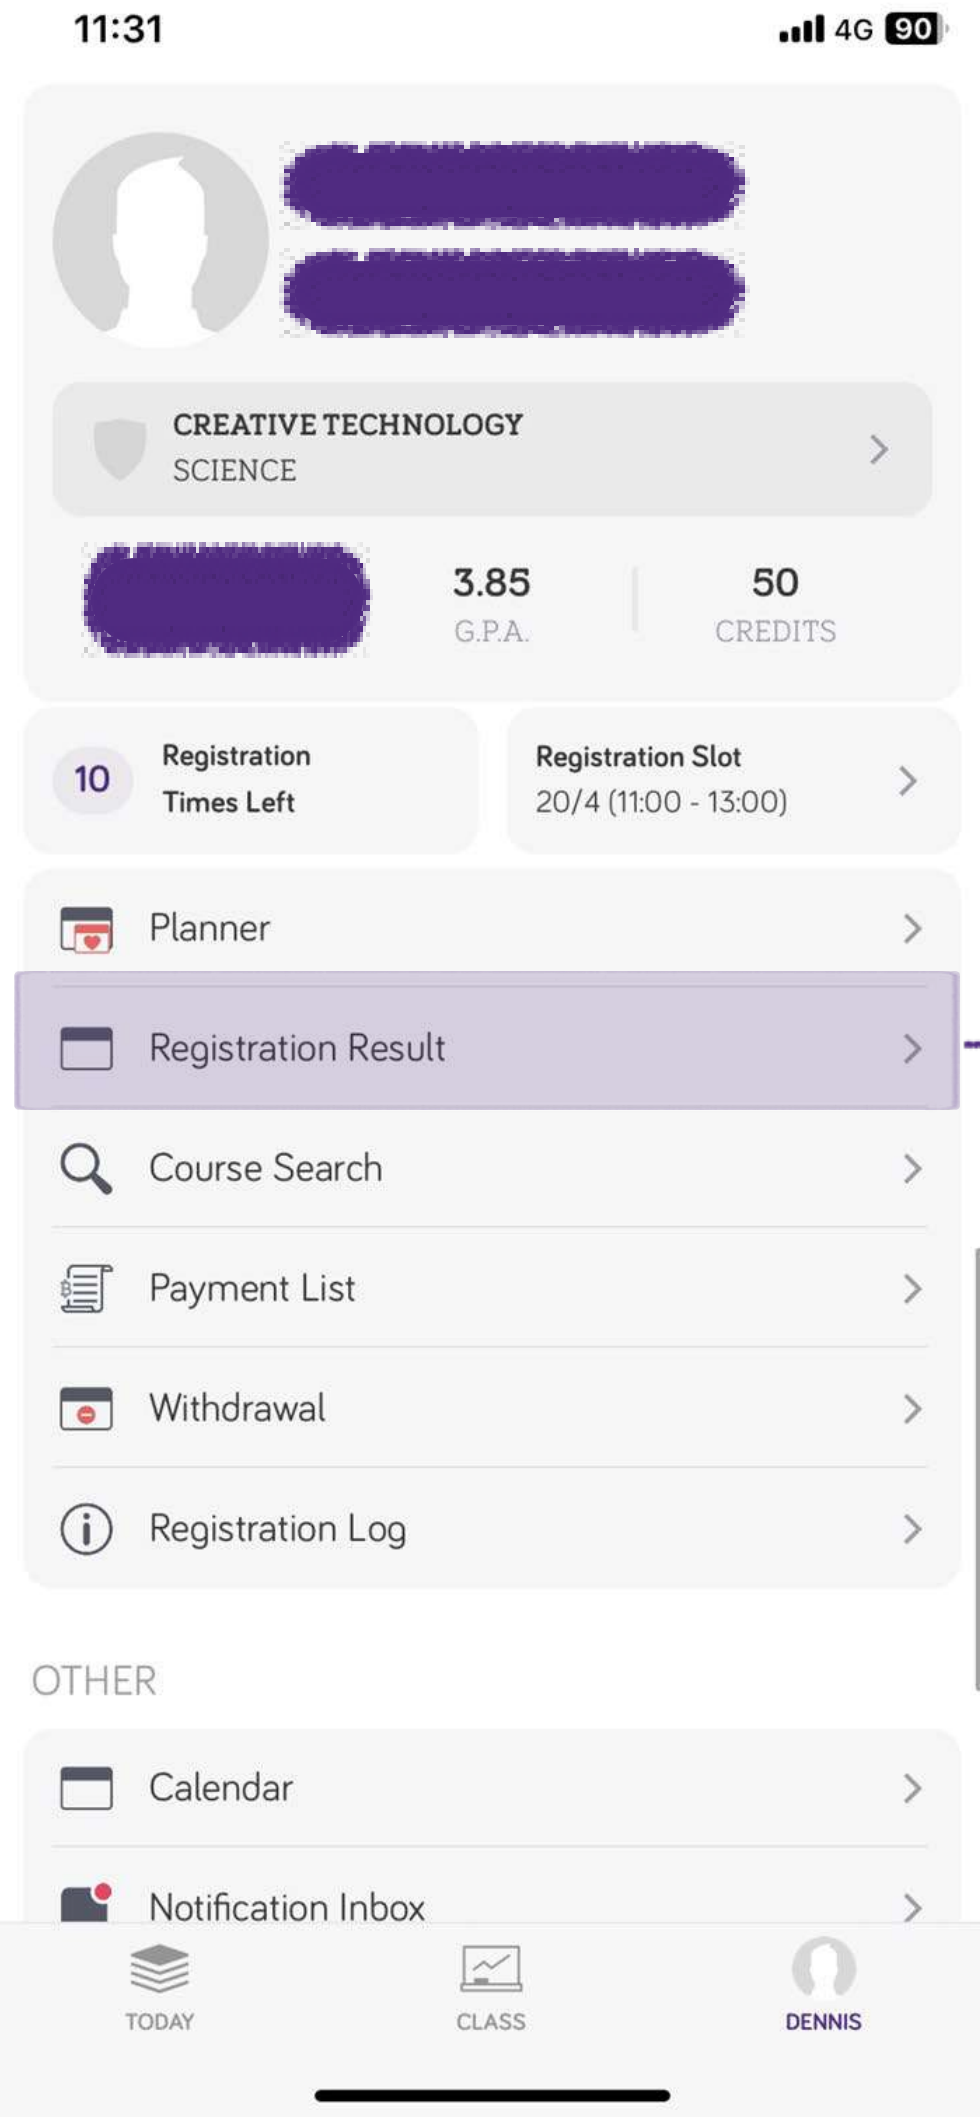 11:31
4G 90
CREATIVE TECHNOLOGY
SCIENCE
3.85
G.P.A.
50
CREDITS
10
Registration
Times Left
Registration Slot
20/4 (11:00 - 13:00)
Planner
Registration Result
Course Search
Payment List
Withdrawal
Registration Log
OTHER
Calendar
Notification Inbox
TODAY
CLASS
DENNIS